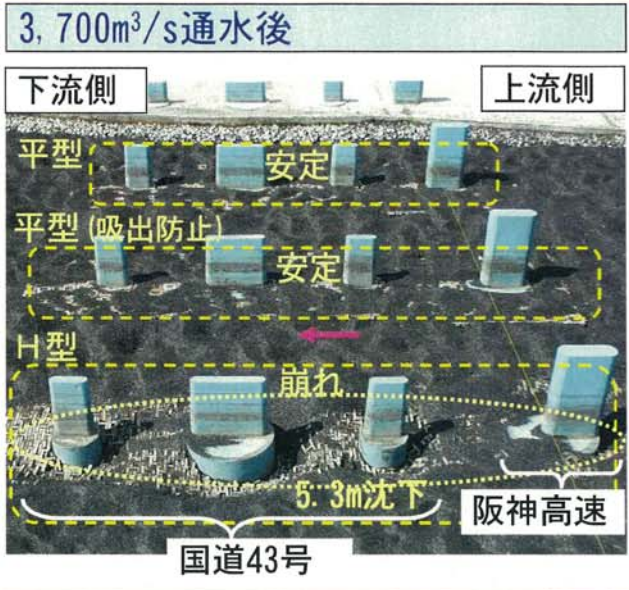 3,700m³/s通水後
下流側
上流側
平型
安定
平型(吸出防止)
安定
H型
崩れ
5.3m沈下
阪神高速
国道43号